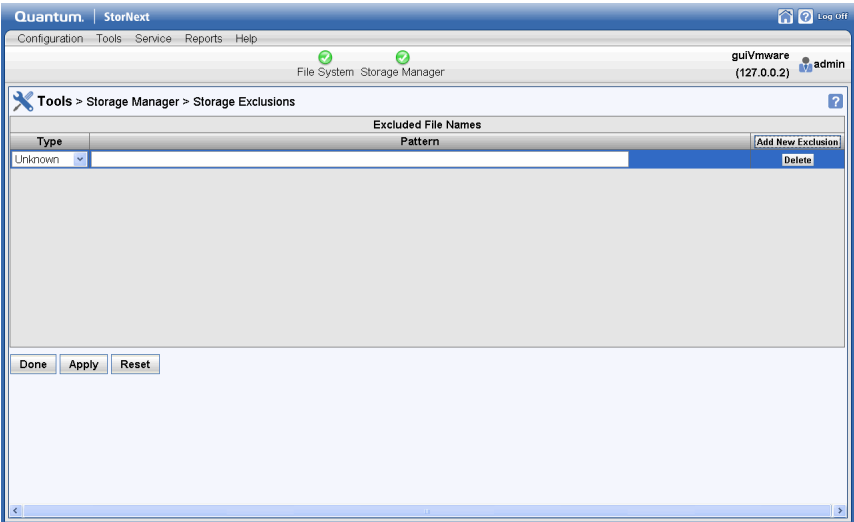 Quantum. StorNext Log Off
Configuration Tools Service Reports Help
guiVmware
File System Storage Manager
(127.0.0.2)
admin
Tools > Storage Manager > Storage Exclusions
Excluded File Names
Type Pattern Add New Exclusion
Unknown Delete
Done Apply Reset